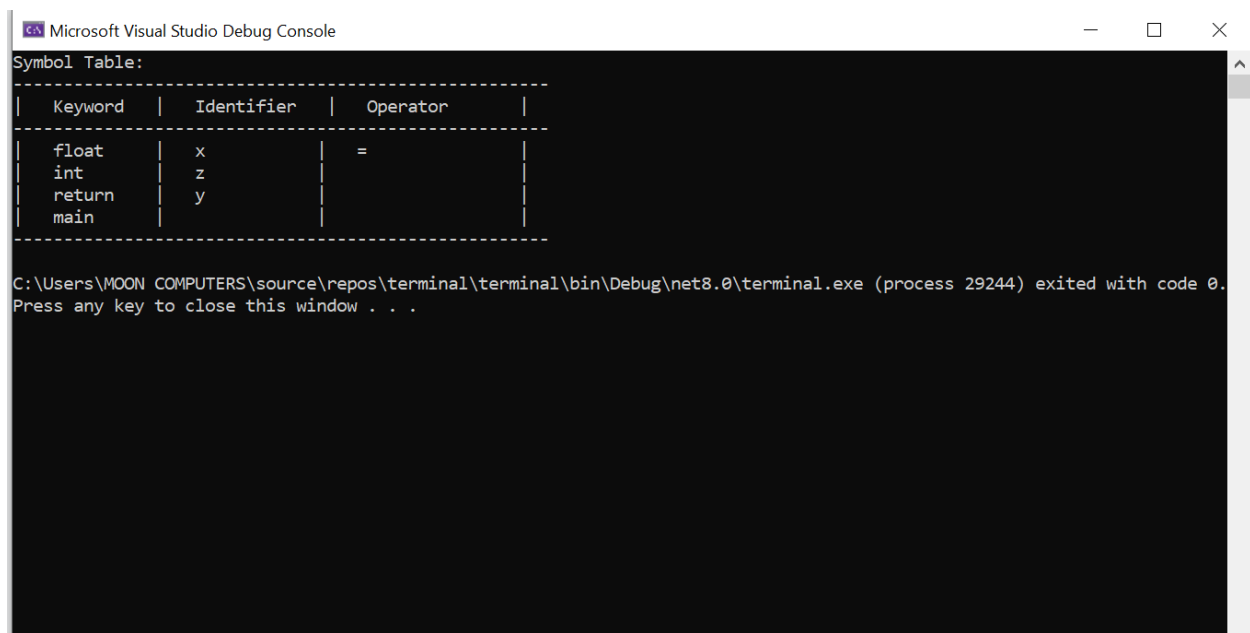 Microsoft Visual Studio Debug Console
Symbol Table:
-----------------------------------------------------
|   Keyword   |   Identifier   |   Operator       |
-----------------------------------------------------
|   float     |   x           |   =               |
|   int       |   z           |                   |
|   return    |   y           |                   |
|   main      |               |                   |
-----------------------------------------------------
C:\Users\MOON COMPUTERS\source\repos\terminal\terminal\bin\Debug\net8.0\terminal.exe (process 29244) exited with code 0.
Press any key to close this window . . .